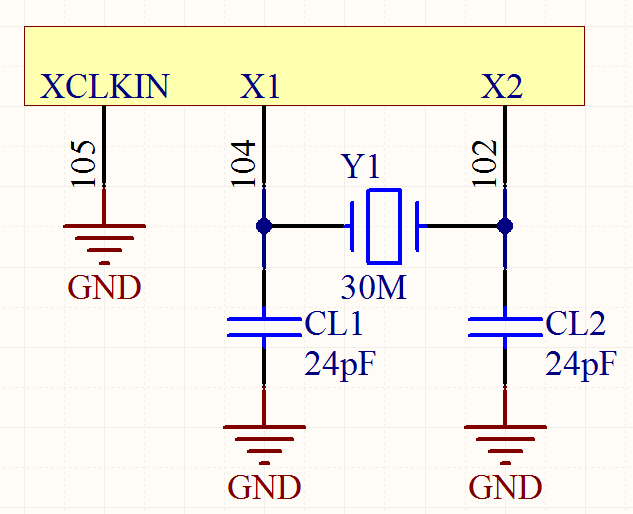 XCLKIN X1 X2
105 104 102
Y1
30M
GND
CL1 CL2
24pF 24pF
GND GND